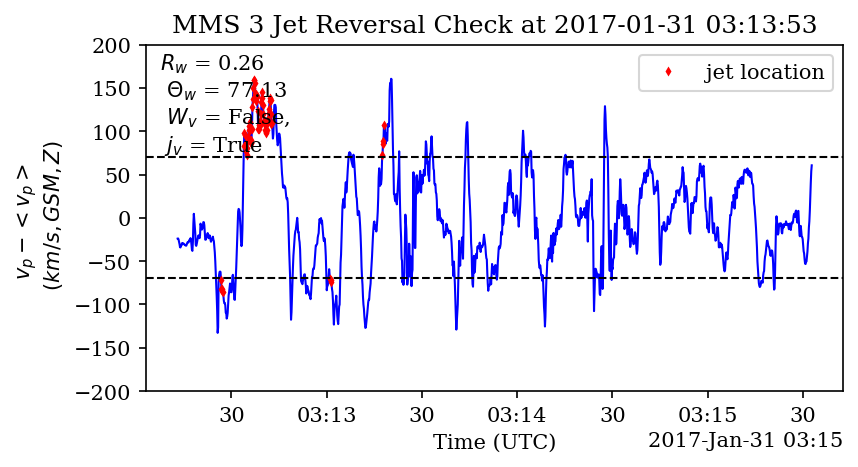 MMS 3 Jet Reversal Check at 2017-01-31 03:13:53
v_p − <v_p>
(km/s, GSM, Z)
200
150
100
50
0
−50
−100
−150
−200
R_w = 0.26
Θ_w = 77.13
W_v = False,
j_v = True
jet location
30
03:13
30
03:14
30
03:15
30
Time (UTC)
2017-Jan-31 03:15